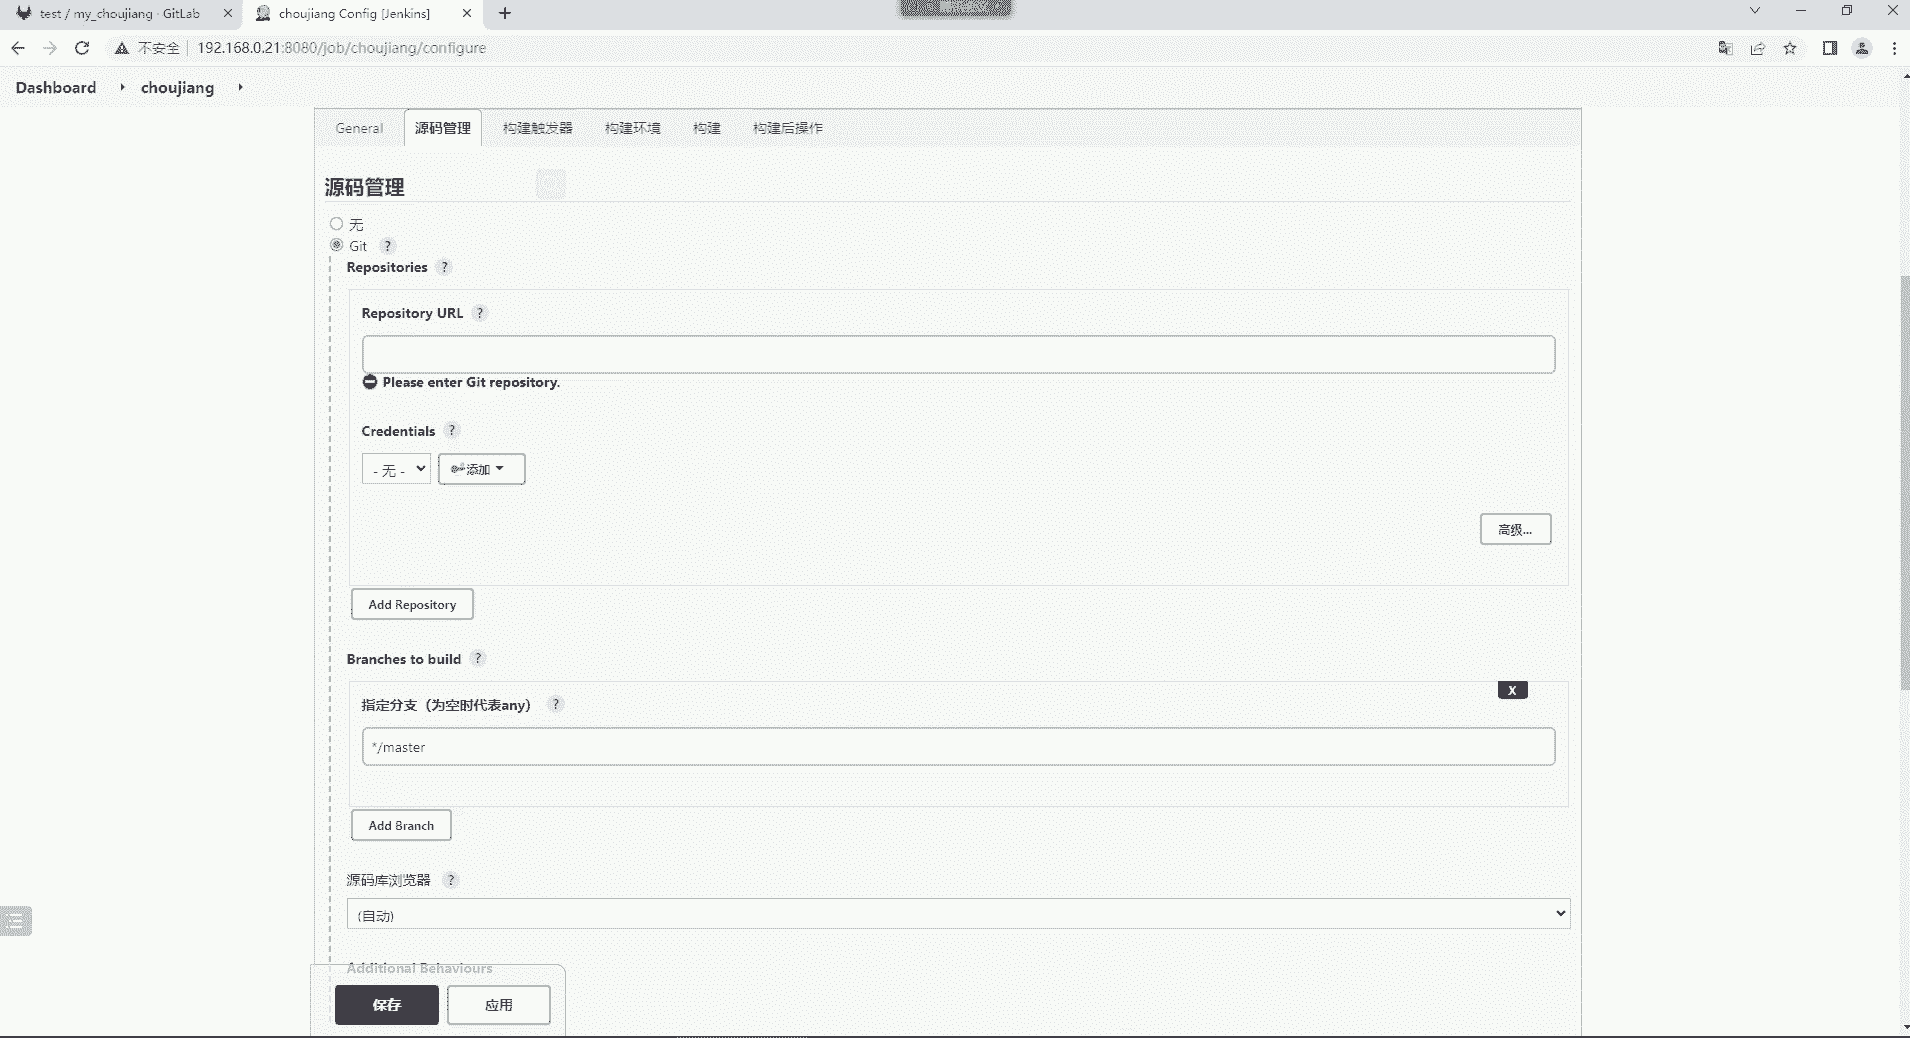 test / my_choujiang · GitLab
choujiang Config [Jenkins]
不安全 192.168.0.21:8080/job/choujiang/configure
Dashboard choujiang
General 源码管理 构建触发器 构建环境 构建 构建后操作
源码管理
无
Git ?
Repositories ?
Repository URL ?
Please enter Git repository.
Credentials ?
- 无 - 添加
高级...
Add Repository
Branches to build ?
X
指定分支（为空时代表any） ?
*/master
Add Branch
源码库浏览器 ?
(自动)
Additional Behaviours
保存 应用